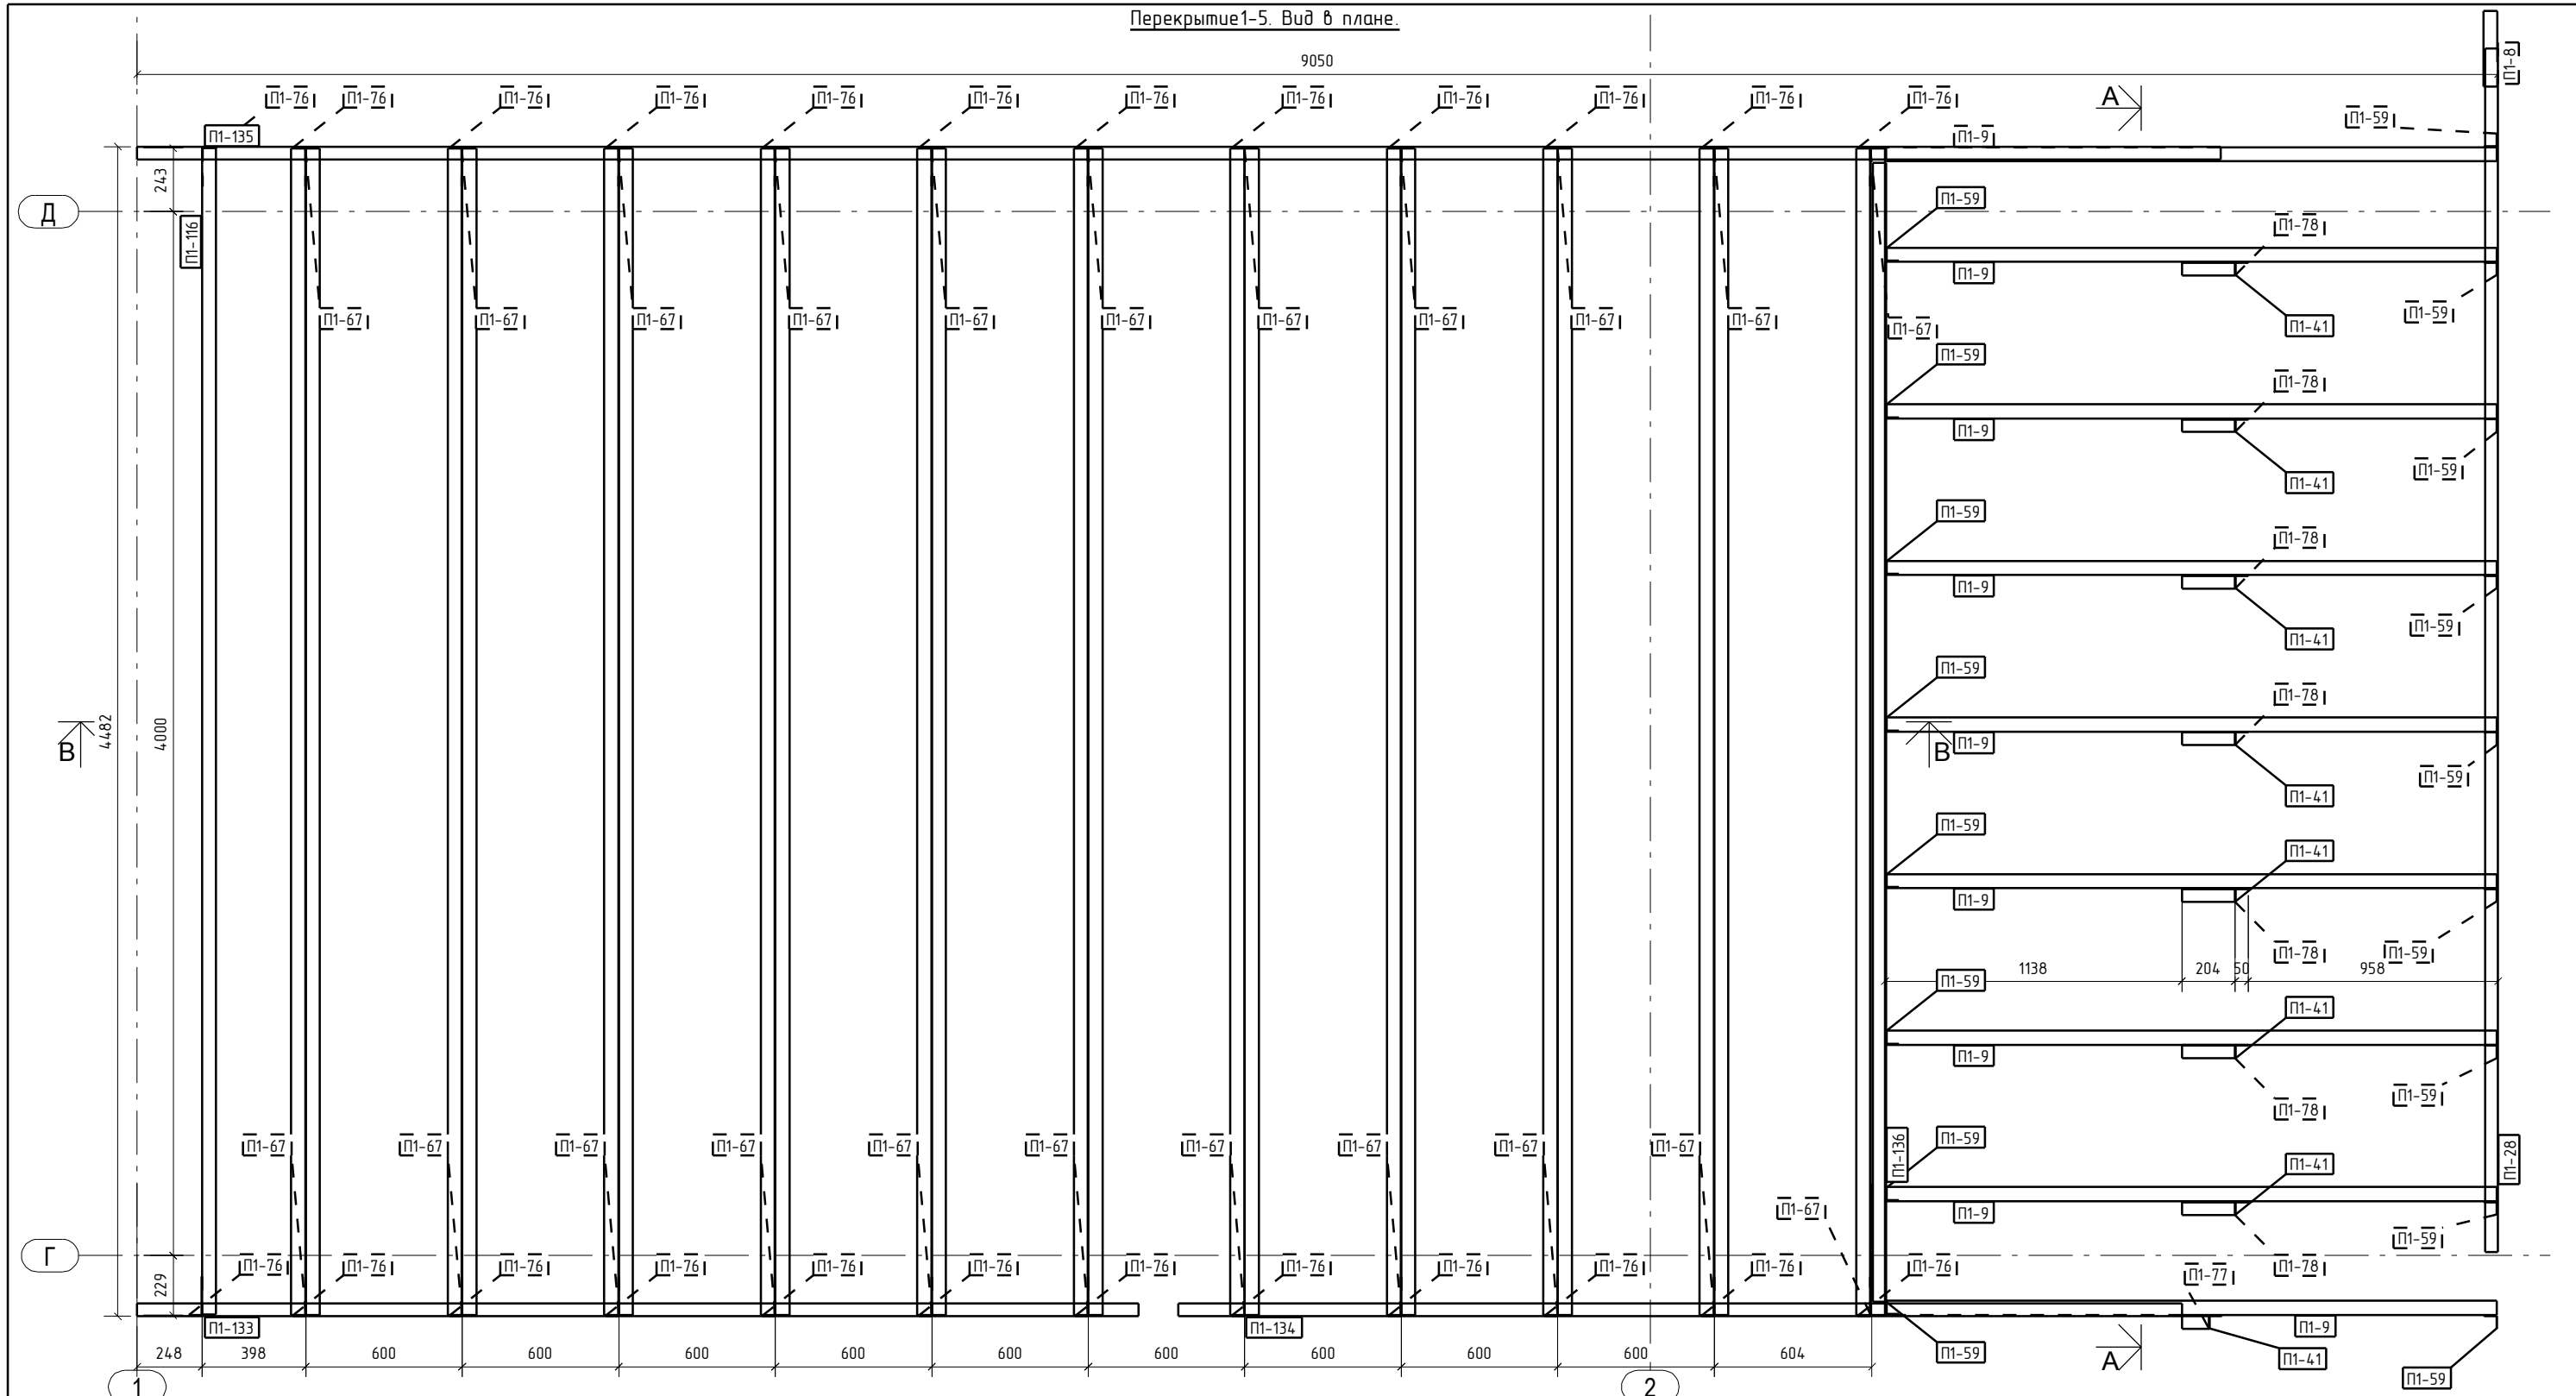 Перекрытие1-5. Вид в плане.
9050
П1-8
П1-76 П1-76 П1-76 П1-76 П1-76 П1-76 П1-76 П1-76 П1-76 П1-76 П1-76 П1-76
А
П1-59
П1-135
П1-9
243
Д
П1-116
П1-59
П1-78
П1-9
П1-59
П1-41
П1-67 П1-67 П1-67 П1-67 П1-67 П1-67 П1-67 П1-67 П1-67 П1-67 П1-67
П1-59
П1-78
П1-9
П1-59
П1-41
П1-59
П1-78
П1-9
П1-59
П1-41
П1-59
П1-78
4482
4000
В
В
П1-9
П1-59
П1-41
П1-59
П1-41
П1-9
П1-78
П1-59
1138 204 50 958
П1-59
П1-41
П1-9
П1-59
П1-78
П1-67 П1-67 П1-67 П1-67 П1-67 П1-67 П1-67 П1-67 П1-67 П1-67
П1-136
П1-59
П1-41
П1-28
П1-67
П1-9
П1-59
Г
229
П1-76 П1-76 П1-76 П1-76 П1-76 П1-76 П1-76 П1-76 П1-76 П1-76 П1-76 П1-76
П1-77
П1-78
П1-133
П1-134
П1-9
248 398 600 600 600 600 600 600 600 600 600 604
П1-59
А
П1-41
П1-59
1
2